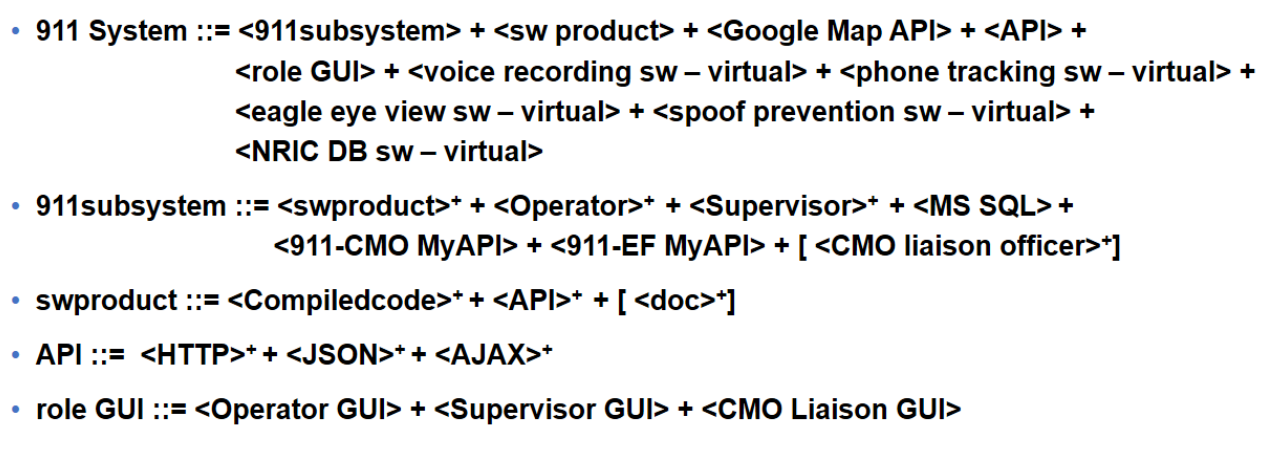 • 911 System ::= <911subsystem> + <sw product> + <Google Map API> + <API> +
<role GUI> + <voice recording sw – virtual> + <phone tracking sw – virtual> +
<eagle eye view sw – virtual> + <spoof prevention sw – virtual> +
<NRIC DB sw – virtual>
• 911subsystem ::= <swproduct>⁺ + <Operator>⁺ + <Supervisor>⁺ + <MS SQL> +
<911-CMO MyAPI> + <911-EF MyAPI> + [ <CMO liaison officer>⁺]
• swproduct ::= <Compiledcode>⁺ + <API>⁺ + [ <doc>⁺]
• API ::= <HTTP>⁺ + <JSON>⁺ + <AJAX>⁺
• role GUI ::= <Operator GUI> + <Supervisor GUI> + <CMO Liaison GUI>